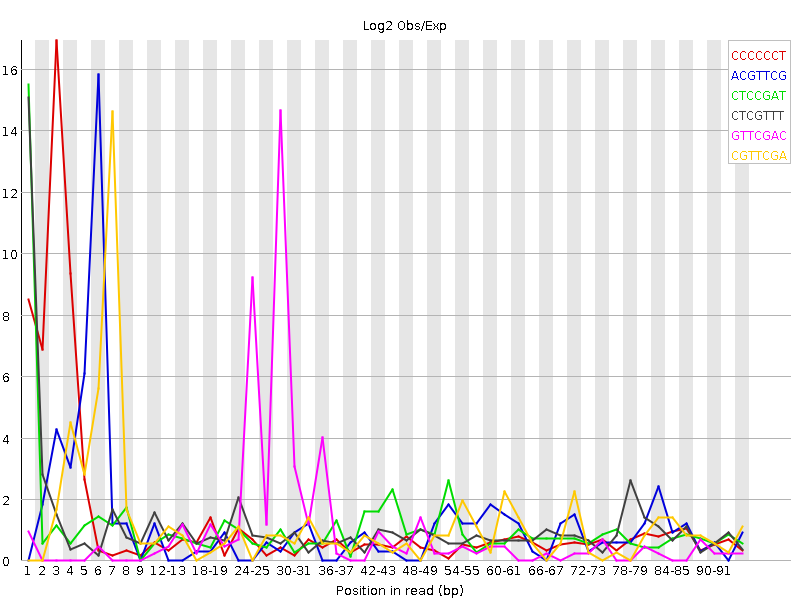 Log2 Obs/Exp
CCCCCCT
ACGTTCG
CTCCGAT
CTCGTTT
GTTCGAC
CGTTCGA
16
14
12
10
8
6
4
2
0
1 2 3 4 5 6 7 8 9 12-13 18-19 24-25 30-31 36-37 42-43 48-49 54-55 60-61 66-67 72-73 78-79 84-85 90-91
Position in read (bp)